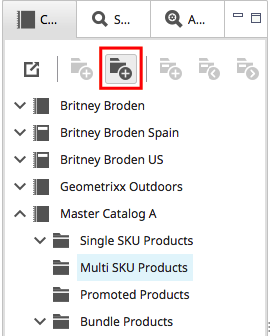 C... S... A...
Britney Broden
Britney Broden Spain
Britney Broden US
Geometrixx Outdoors
Master Catalog A
Single SKU Products
Multi SKU Products
Promoted Products
Bundle Products